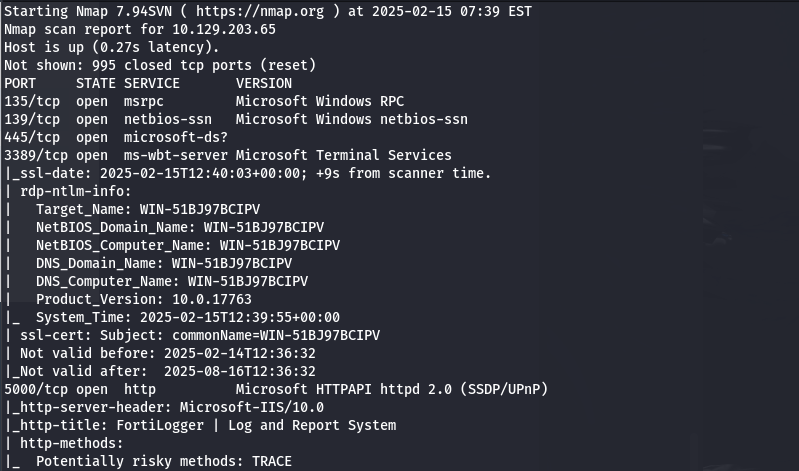 Starting Nmap 7.94SVN ( https://nmap.org ) at 2025-02-15 07:39 EST
Nmap scan report for 10.129.203.65
Host is up (0.27s latency).
Not shown: 995 closed tcp ports (reset)
PORT     STATE SERVICE       VERSION
135/tcp  open  msrpc         Microsoft Windows RPC
139/tcp  open  netbios-ssn   Microsoft Windows netbios-ssn
445/tcp  open  microsoft-ds?
3389/tcp open  ms-wbt-server Microsoft Terminal Services
|_ssl-date: 2025-02-15T12:40:03+00:00; +9s from scanner time.
| rdp-ntlm-info:
|   Target_Name: WIN-51BJ97BCIPV
|   NetBIOS_Domain_Name: WIN-51BJ97BCIPV
|   NetBIOS_Computer_Name: WIN-51BJ97BCIPV
|   DNS_Domain_Name: WIN-51BJ97BCIPV
|   DNS_Computer_Name: WIN-51BJ97BCIPV
|   Product_Version: 10.0.17763
|_  System_Time: 2025-02-15T12:39:55+00:00
| ssl-cert: Subject: commonName=WIN-51BJ97BCIPV
| Not valid before: 2025-02-14T12:36:32
|_Not valid after:  2025-08-16T12:36:32
5000/tcp open  http          Microsoft HTTPAPI httpd 2.0 (SSDP/UPnP)
|_http-server-header: Microsoft-IIS/10.0
|_http-title: FortiLogger | Log and Report System
| http-methods:
|_  Potentially risky methods: TRACE